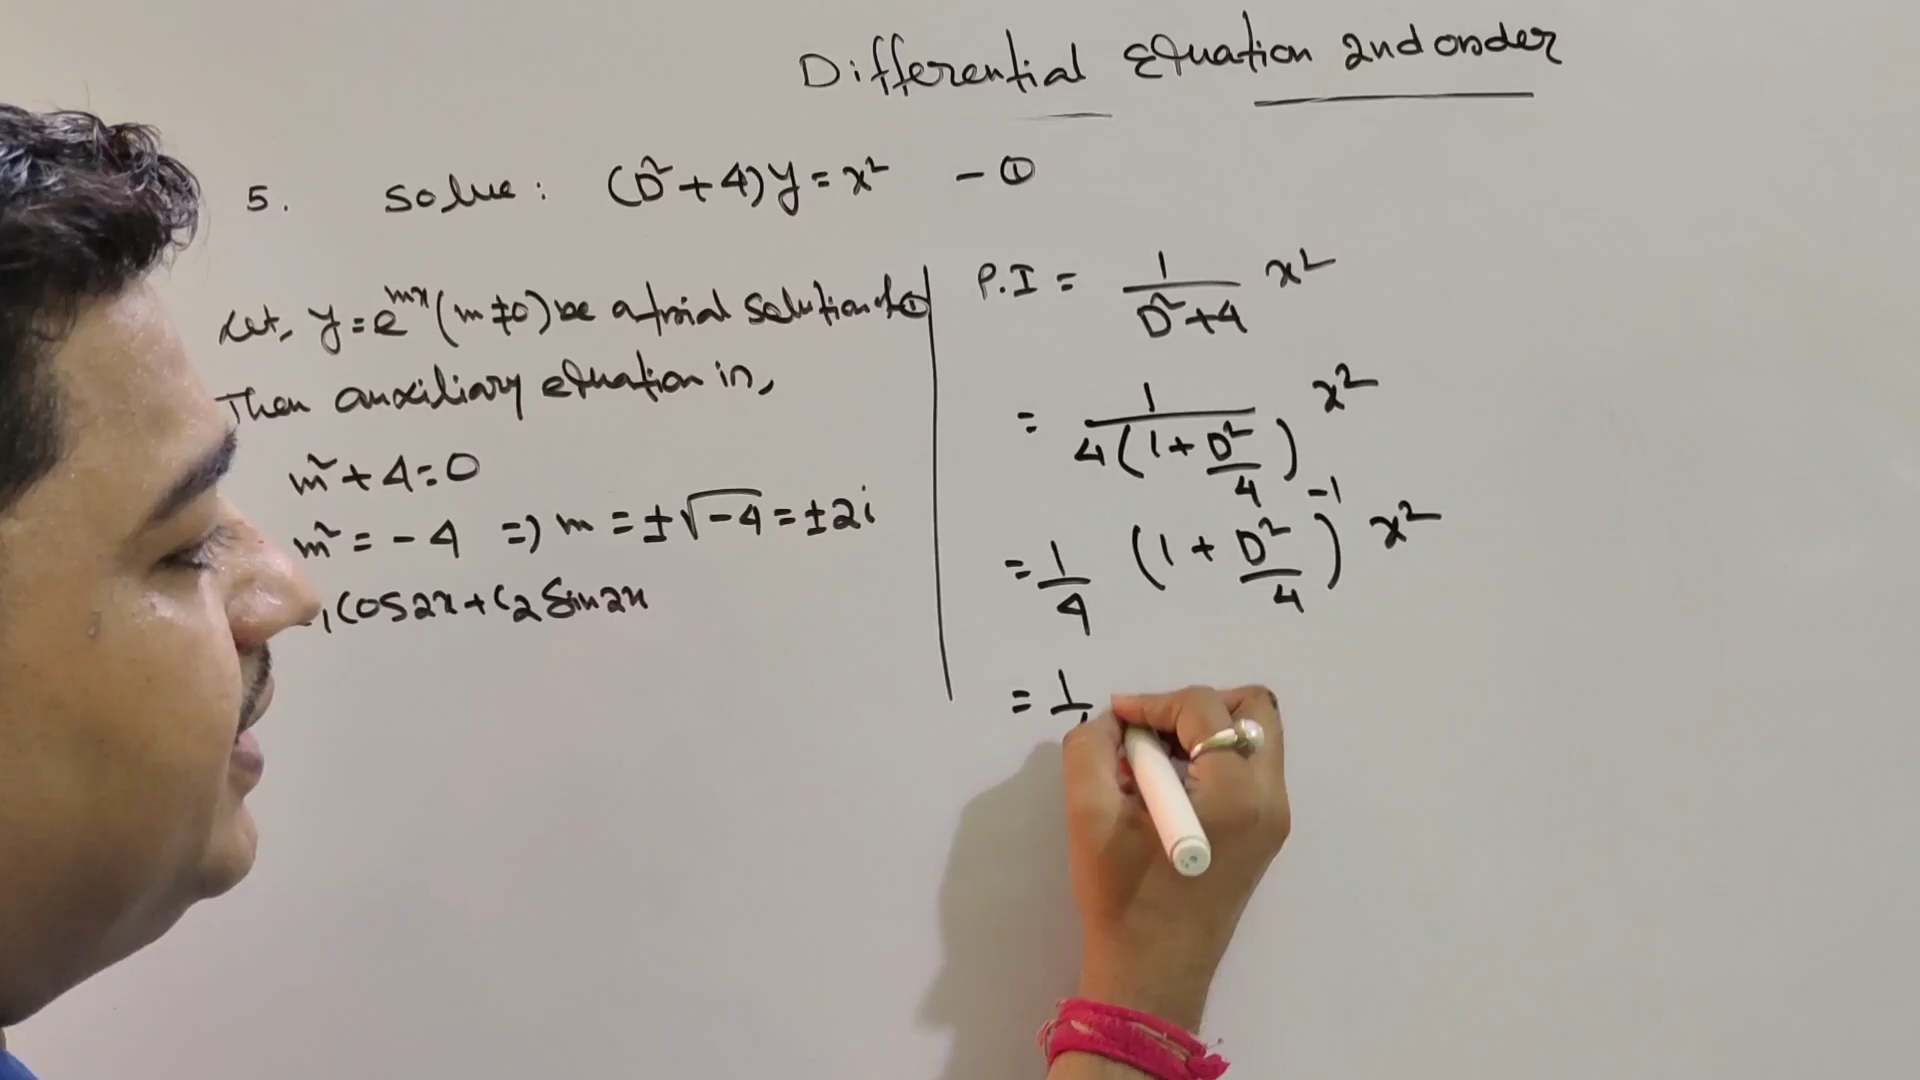 Differential Equation 2nd order
5. Solve: (D²+4)y = x² - ①
Let, y = e^mx (m≠0) be a trial solution of ①
Then auxiliary equation is,
m²+4=0
m² = -4 => m = ±√-4 = ±2i
1 Cos2x + C2 Sin2x
P.I = 1/(D²+4) x²
= 1/(4(1+D²/4)) x²
= 1/4 (1 + D²/4)^-1 x²
= 1/4